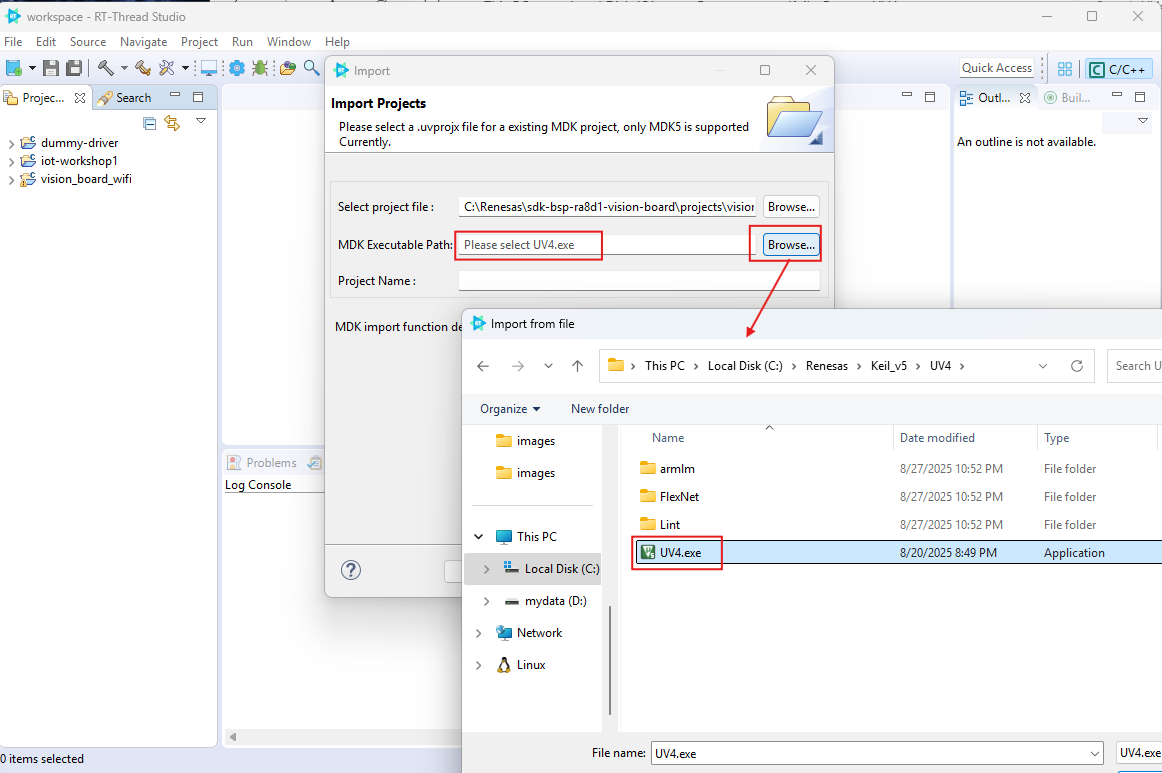 workspace - RT-Thread Studio
File Edit Source Navigate Project Run Window Help
Quick Access
C/C++
Projec...
Search
dummy-driver
iot-workshop1
vision_board_wifi
Outl...
Buil...
An outline is not available.
Problems
Log Console
0 items selected
Import
Import Projects
Please select a .uvprojx file for a existing MDK project, only MDK5 is supported
Currently.
Select project file : C:\Renesas\sdk-bsp-ra8d1-vision-board\projects\vision Browse...
MDK Executable Path: Please select UV4.exe Browse...
Project Name :
MDK import function de
Import from file
This PC > Local Disk (C:) > Renesas > Keil_v5 > UV4 >
Search U
Organize New folder
images
images
This PC
Local Disk (C:)
mydata (D:)
Network
Linux
Name Date modified Type
armlm 8/27/2025 10:52 PM File folder
FlexNet 8/27/2025 10:52 PM File folder
Lint 8/27/2025 10:52 PM File folder
UV4.exe 8/20/2025 8:49 PM Application
File name: UV4.exe UV4.exe